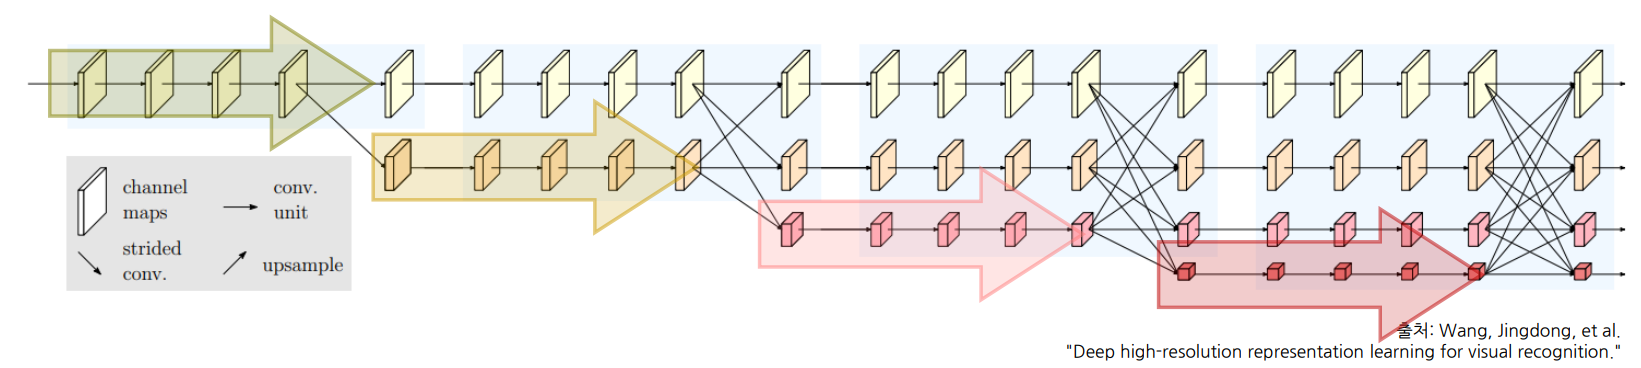 channel
maps
conv.
unit
strided
conv.
upsample
출처: Wang, Jingdong, et al.
"Deep high-resolution representation learning for visual recognition."